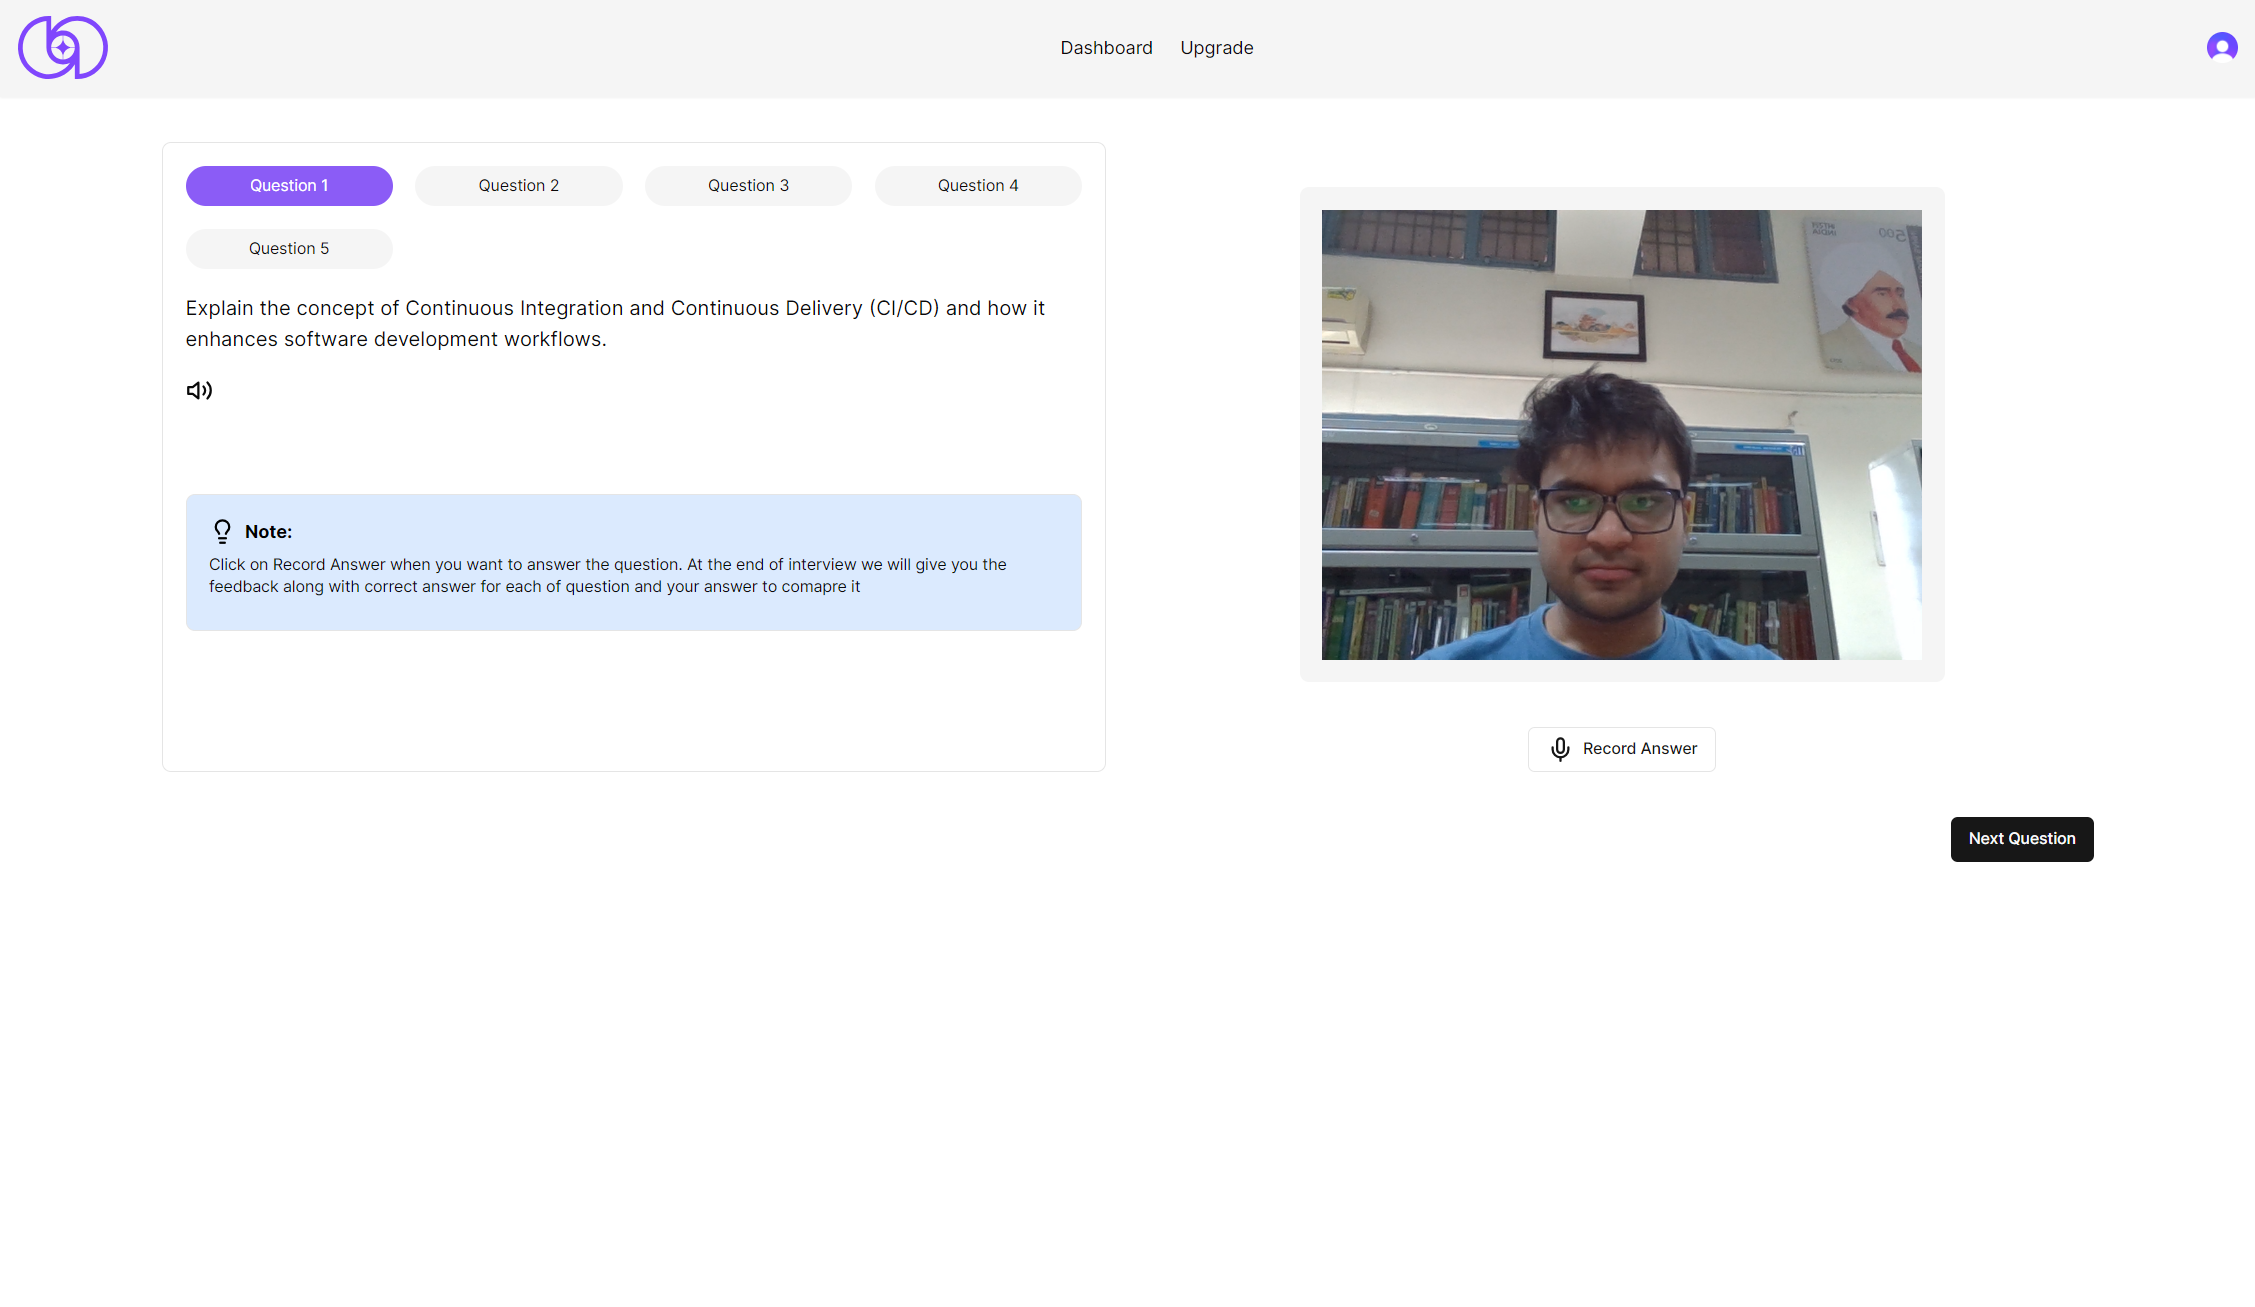 Dashboard Upgrade
Question 1 Question 2 Question 3 Question 4
Question 5
Explain the concept of Continuous Integration and Continuous Delivery (CI/CD) and how it
enhances software development workflows.
Note:
Click on Record Answer when you want to answer the question. At the end of interview we will give you the
feedback along with correct answer for each of question and your answer to comapre it
500
INDIA
Record Answer
Next Question